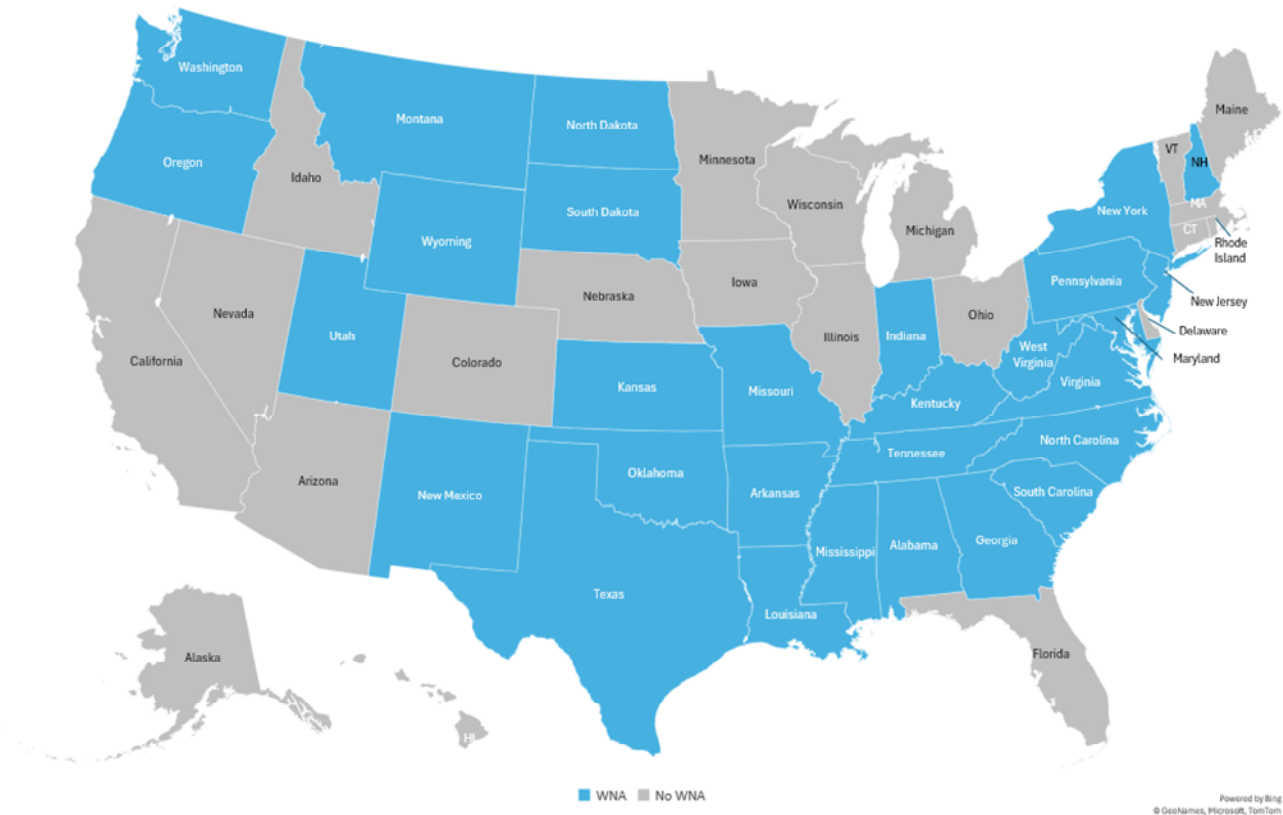 Washington
Montana
North Dakota
Minnesota
Maine
VT
NH
Oregon
Idaho
Wisconsin
South Dakota
Wyoming
Michigan
New York
MA
CT
Rhode
Island
Nebraska
Iowa
Pennsylvania
New Jersey
Nevada
Utah
Illinois
Indiana
Ohio
Delaware
Maryland
California
Colorado
Kansas
Missouri
West
Virginia
Virginia
Kentucky
North Carolina
Tennessee
Arizona
New Mexico
Oklahoma
Arkansas
South Carolina
Mississippi
Alabama
Georgia
Texas
Louisiana
Florida
Alaska
HI
WNA
No WNA
Powered by Bing
© GeoNames, Microsoft, TomTom